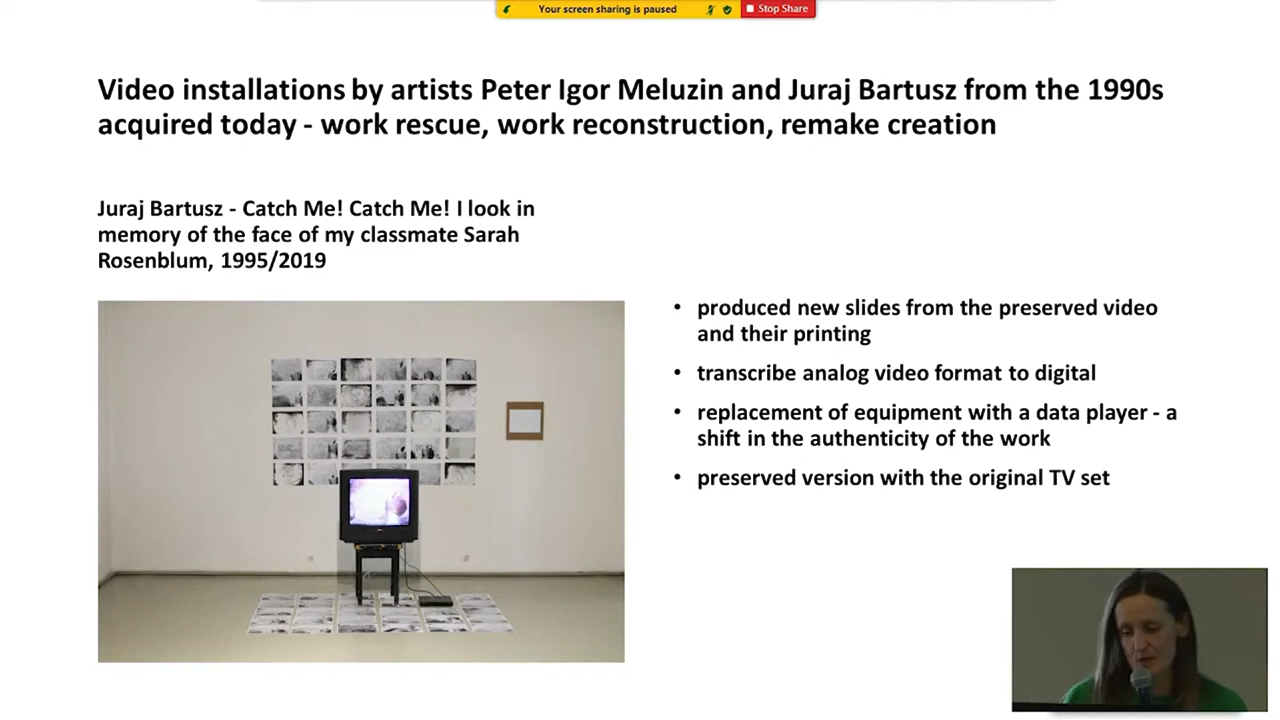 Your screen sharing is paused
Stop Share
Video installations by artists Peter Igor Meluzin and Juraj Bartusz from the 1990s
acquired today - work rescue, work reconstruction, remake creation
Juraj Bartusz - Catch Me! Catch Me! I look in
memory of the face of my classmate Sarah
Rosenblum, 1995/2019
• produced new slides from the preserved video
and their printing
• transcribe analog video format to digital
• replacement of equipment with a data player - a
shift in the authenticity of the work
• preserved version with the original TV set